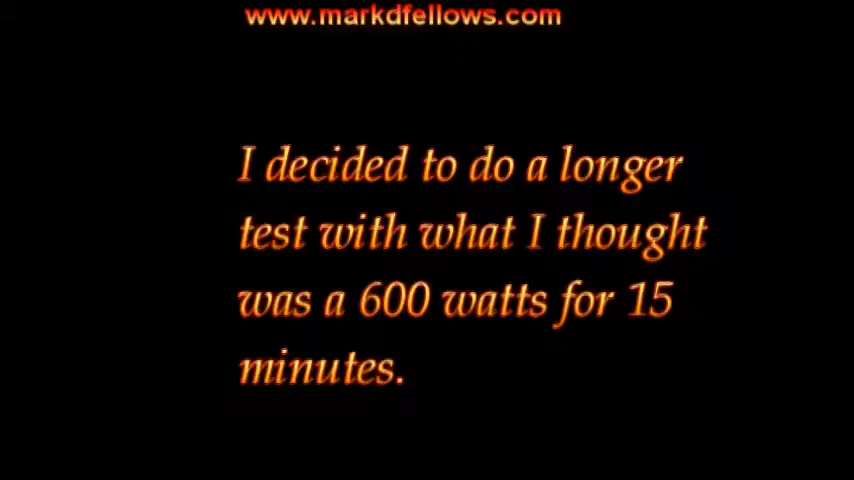 www.markdfellows.com
I decided to do a longer
test with what I thought
was a 600 watts for 15
minutes.